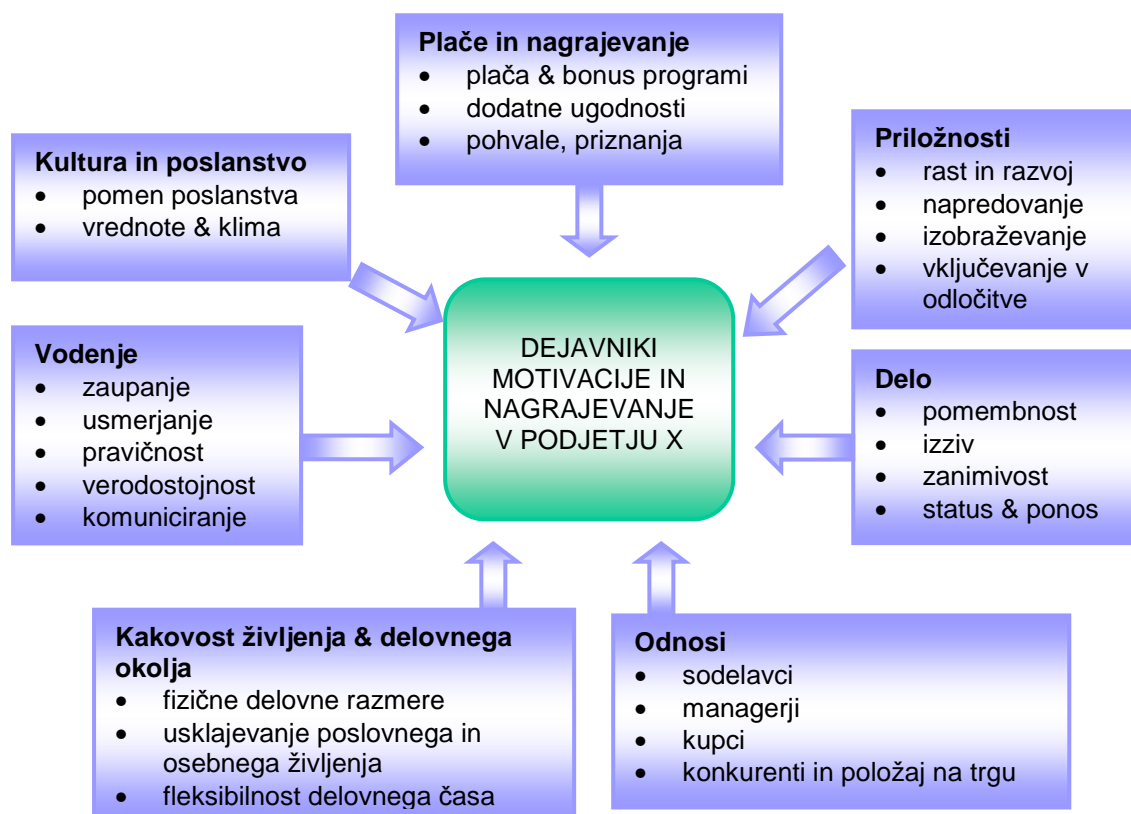 Plače in nagrajevanje
• plača & bonus programi
• dodatne ugodnosti
• pohvale, priznanja
Kultura in poslanstvo
• pomen poslanstva
• vrednote & klima
Priložnosti
• rast in razvoj
• napredovanje
• izobraževanje
• vključevanje v
odločitve
Vodenje
• zaupanje
• usmerjanje
• pravičnost
• verodostojnost
• komuniciranje
DEJAVNIKI
MOTIVACIJE IN
NAGRAJEVANJE
V PODJETJU X
Delo
• pomembnost
• izziv
• zanimivost
• status & ponos
Kakovost življenja & delovnega
okolja
• fizične delovne razmere
• usklajevanje poslovnega in
osebnega življenja
• fleksibilnost delovnega časa
Odnosi
• sodelavci
• managerji
• kupci
• konkurenti in položaj na trgu